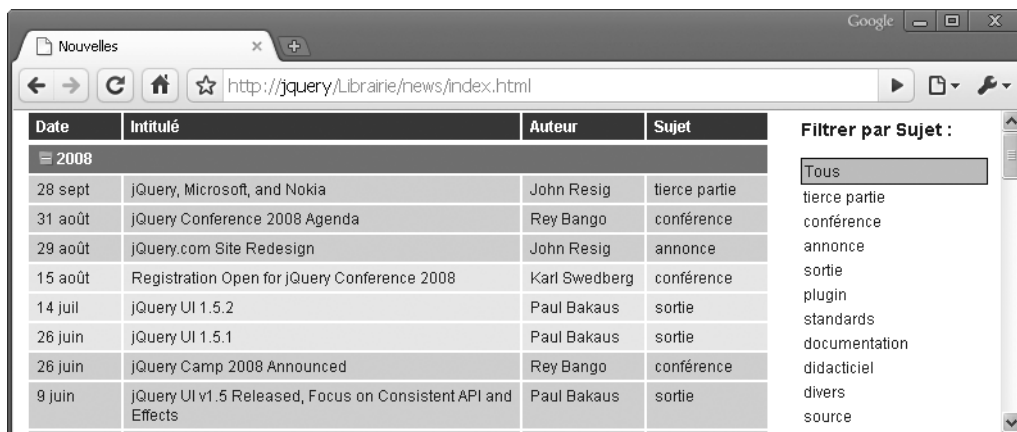 Google
Nouvelles
http://jquery/Librairie/news/index.html
Date Intitulé Auteur Sujet
2008
28 sept jQuery, Microsoft, and Nokia John Resig tierce partie
31 août jQuery Conference 2008 Agenda Rey Bango conférence
29 août jQuery.com Site Redesign John Resig annonce
15 août Registration Open for jQuery Conference 2008 Karl Swedberg conférence
14 juil jQuery UI 1.5.2 Paul Bakaus sortie
26 juin jQuery UI 1.5.1 Paul Bakaus sortie
26 juin jQuery Camp 2008 Announced Rey Bango conférence
9 juin jQuery UI v1.5 Released, Focus on Consistent API and Paul Bakaus sortie
Effects
Filtrer par Sujet :
Tous
tierce partie
conférence
annonce
sortie
plugin
standards
documentation
didacticiel
divers
source